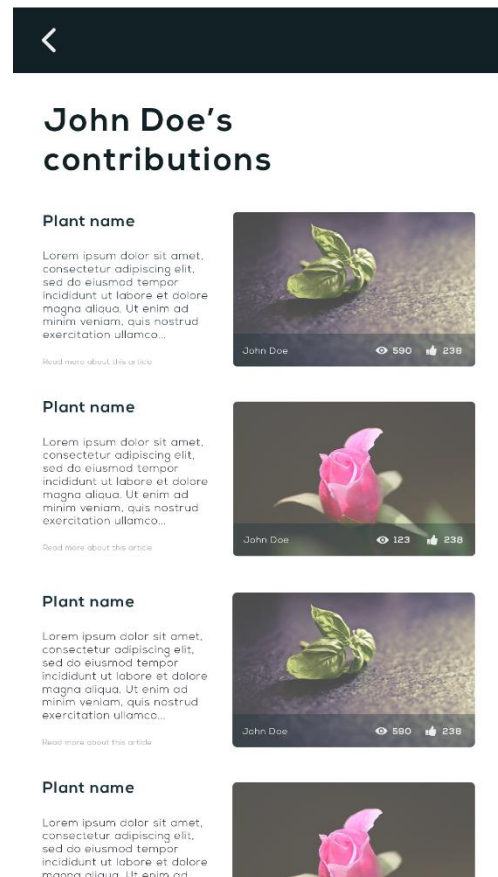 John Doe's
contributions
Plant name
Lorem ipsum dolor sit amet,
consectetur adipiscing elit,
sed do eiusmod tempor
incididunt ut labore et dolore
magna aliqua. Ut enim ad
minim veniam, quis nostrud
exercitation ullamco...
Read more about this article
John Doe 590 238
Plant name
Lorem ipsum dolor sit amet,
consectetur adipiscing elit,
sed do eiusmod tempor
incididunt ut labore et dolore
magna aliqua. Ut enim ad
minim veniam, quis nostrud
exercitation ullamco...
Read more about this article
John Doe 123 238
Plant name
Lorem ipsum dolor sit amet,
consectetur adipiscing elit,
sed do eiusmod tempor
incididunt ut labore et dolore
magna aliqua. Ut enim ad
minim veniam, quis nostrud
exercitation ullamco...
Read more about this article
John Doe 590 238
Plant name
Lorem ipsum dolor sit amet,
consectetur adipiscing elit,
sed do eiusmod tempor
incididunt ut labore et dolore
magna aliqua. Ut enim ad